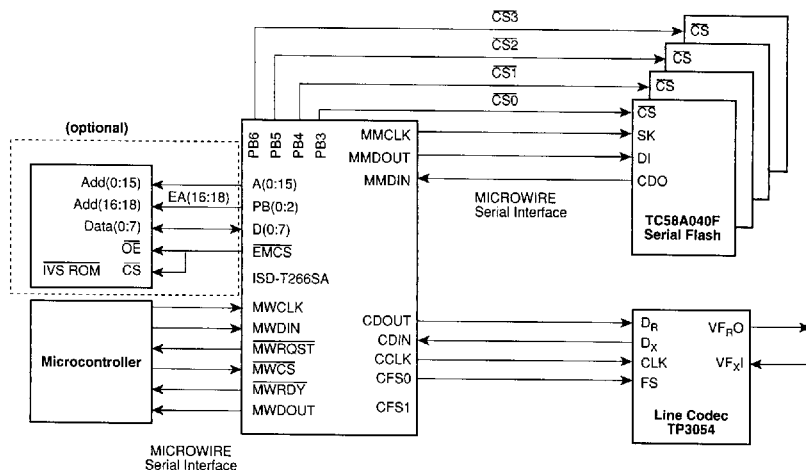 CS3
CS2
CS1
CS0
CS
CS
CS
CS
SK
DI
CDO
TC58A040F
Serial Flash
(optional)
PB6
PB5
PB4
PB3
MMCLK
MMDOUT
MMDIN
MICROWIRE
Serial Interface
Add(0:15)
Add(16:18)
Data(0:7)
OE
IVS ROM CS
EA(16:18)
A(0:15)
PB(0:2)
D(0:7)
EMCS
ISD-T266SA
Microcontroller
MWCLK
MWDIN
MWRQST
MWCS
MWRDY
MWDOUT
MICROWIRE
Serial Interface
CDOUT
CDIN
CCLK
CFS0
CFS1
DR VFRO
DX
CLK VFXI
FS
Line Codec
TP3054